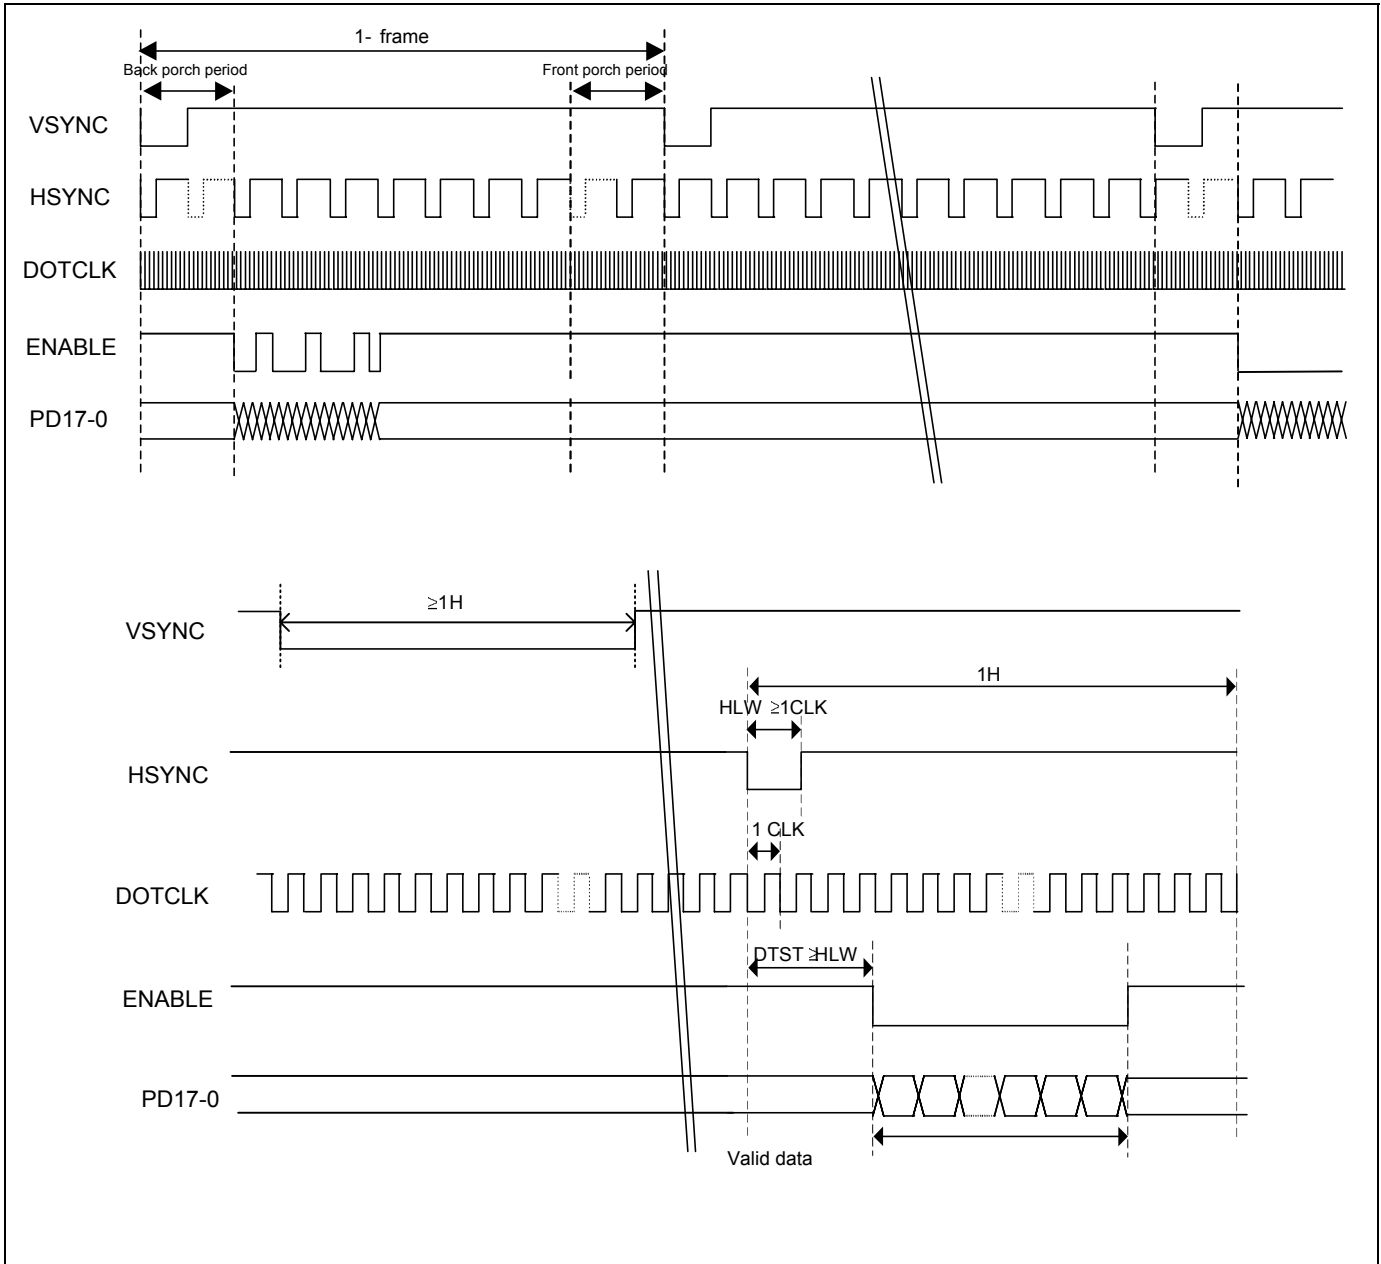 1- frame
Back porch period
Front porch period
VSYNC
HSYNC
DOTCLK
ENABLE
PD17-0
≥1H
VSYNC
1H
HLW ≥1CLK
HSYNC
1 CLK
DOTCLK
DTST ≥HLW
ENABLE
PD17-0
Valid data